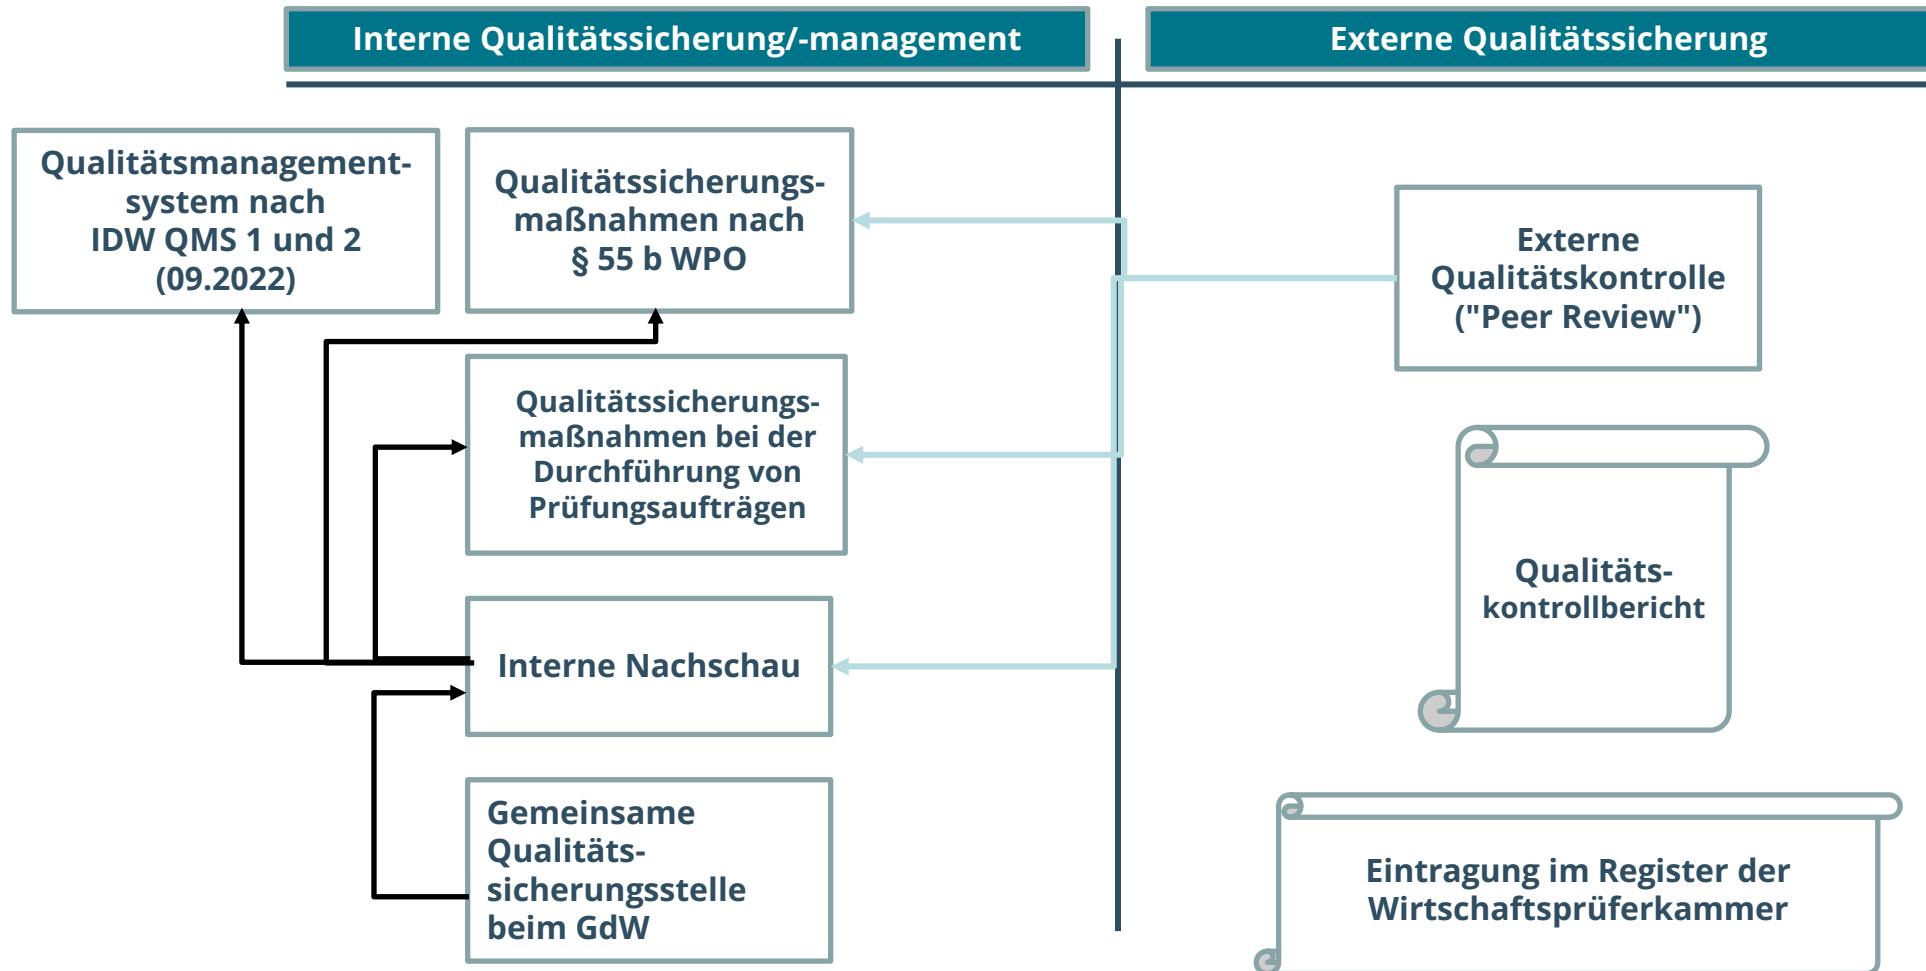 Interne Qualitätssicherung/-management
Externe Qualitätssicherung
Qualitätsmanagement-
system nach
IDW QMS 1 und 2
(09.2022)
Qualitätssicherungs-
maßnahmen nach
§ 55 b WPO
Qualitätssicherungs-
maßnahmen bei der
Durchführung von
Prüfungsaufträgen
Interne Nachschau
Gemeinsame
Qualitäts-
sicherungsstelle
beim GdW
Externe
Qualitätskontrolle
("Peer Review")
Qualitäts-
kontrollbericht
Eintragung im Register der
Wirtschaftsprüferkammer